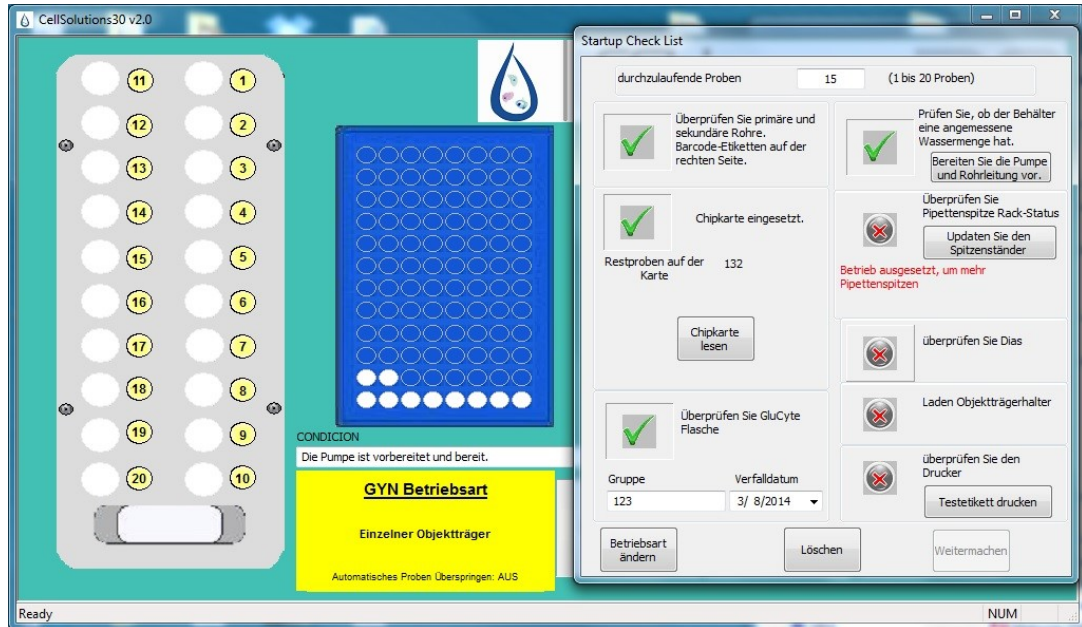 CellSolutions30 v2.0
11
1
12
2
13
3
14
4
15
5
16
6
17
7
18
8
19
9
20
10
CONDICION
Die Pumpe ist vorbereitet und bereit.
GYN Betriebsart
Einzelner Objektträger
Automatisches Proben Überspringen: AUS
Startup Check List
durchzulaufende Proben
15
(1 bis 20 Proben)
Überprüfen Sie primäre und
sekundäre Rohre.
Barcode-Etiketten auf der
rechten Seite.
Chipkarte eingesetzt.
Restproben auf der
Karte
132
Chipkarte
lesen
Überprüfen Sie GluCyte
Flasche
Gruppe
Verfalldatum
123
3/ 8/2014
Prüfen Sie, ob der Behälter
eine angemessene
Wassermenge hat.
Bereiten Sie die Pumpe
und Rohrleitung vor.
Überprüfen Sie
Pipettenspitze Rack-Status
Updaten Sie den
Spitzenständer
Betrieb ausgesetzt, um mehr
Pipettenspitzen
überprüfen Sie Dias
Laden Objektträgerhalter
überprüfen Sie den
Drucker
Testetikett drucken
Betriebsart
ändern
Löschen
Weitermachen
Ready
NUM